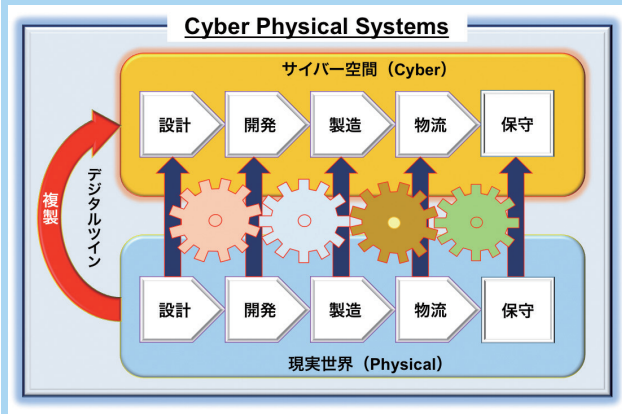 Cyber Physical Systems
サイバー空間（Cyber）
設計
開発
製造
物流
保守
複製
デジタルツイン
設計
開発
製造
物流
保守
現実世界（Physical）